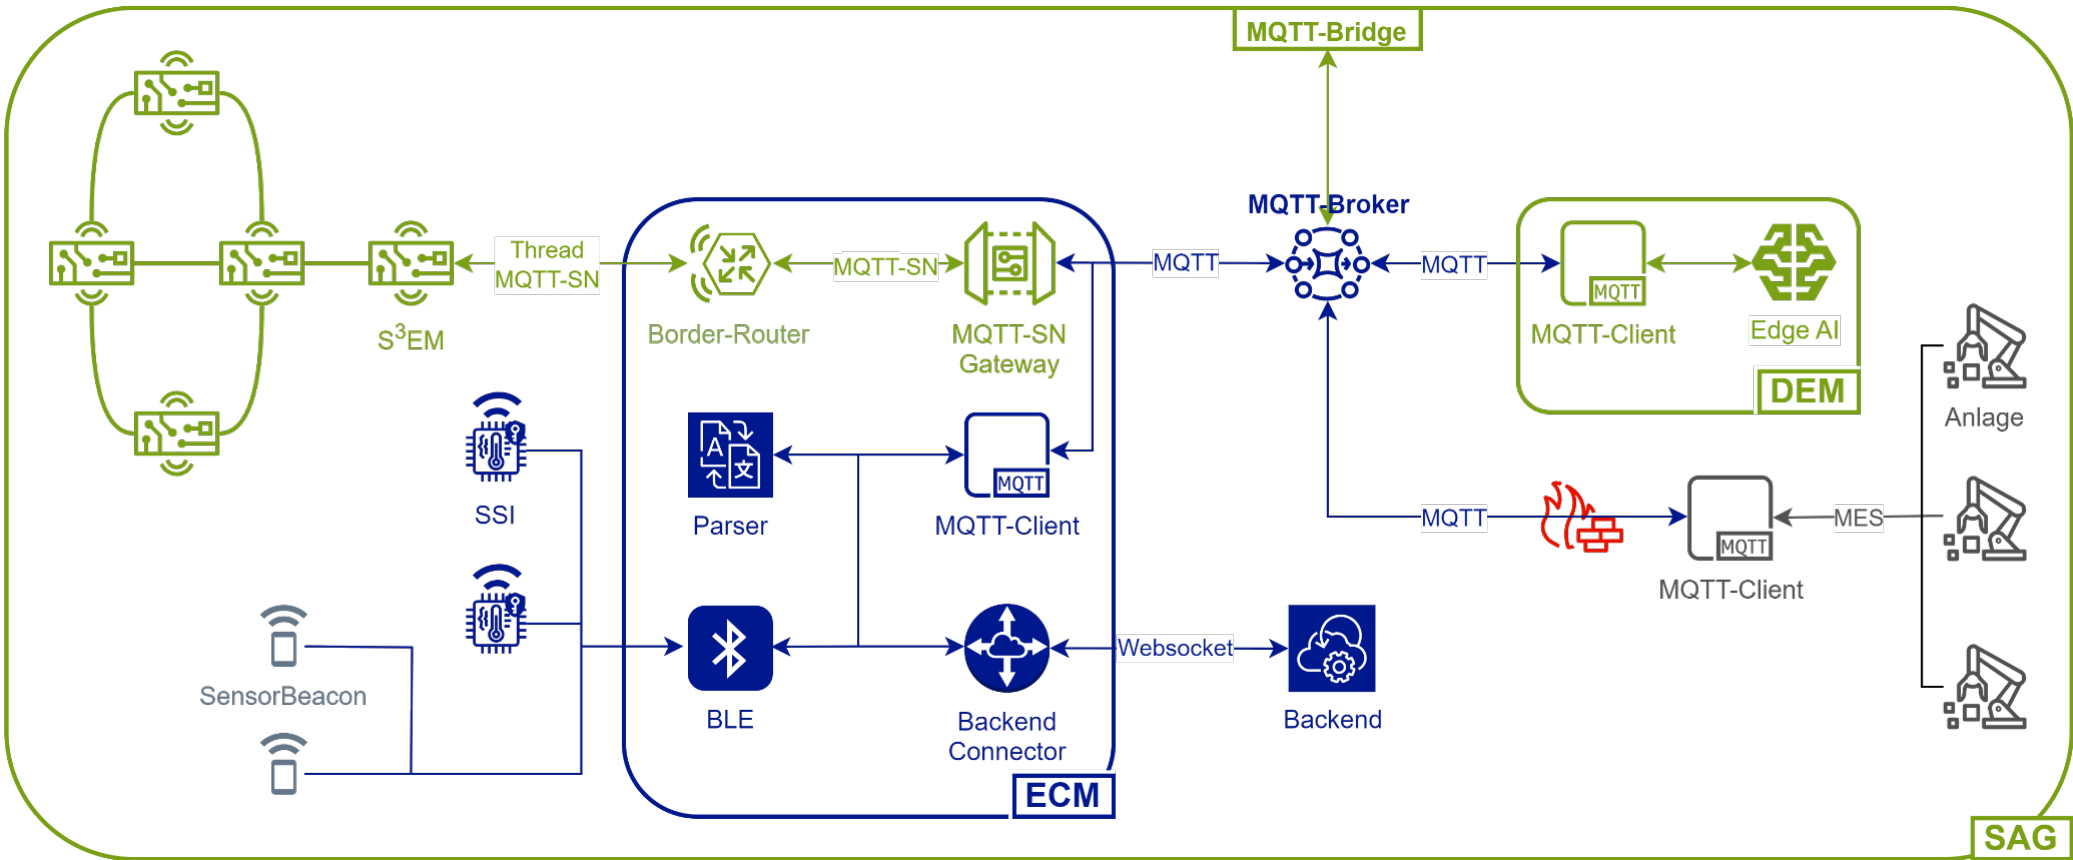 MQTT-Bridge
MQTT-Broker
Thread
MQTT-SN
MQTT-SN
MQTT
MQTT
MQTT
S³EM
Border-Router
MQTT-SN
Gateway
MQTT-Client
Edge AI
DEM
Anlage
A
文
MQTT
SSI
Parser
MQTT-Client
MQTT
MES
MQTT
MQTT-Client
Websocket
SensorBeacon
BLE
Backend
Connector
Backend
ECM
SAG